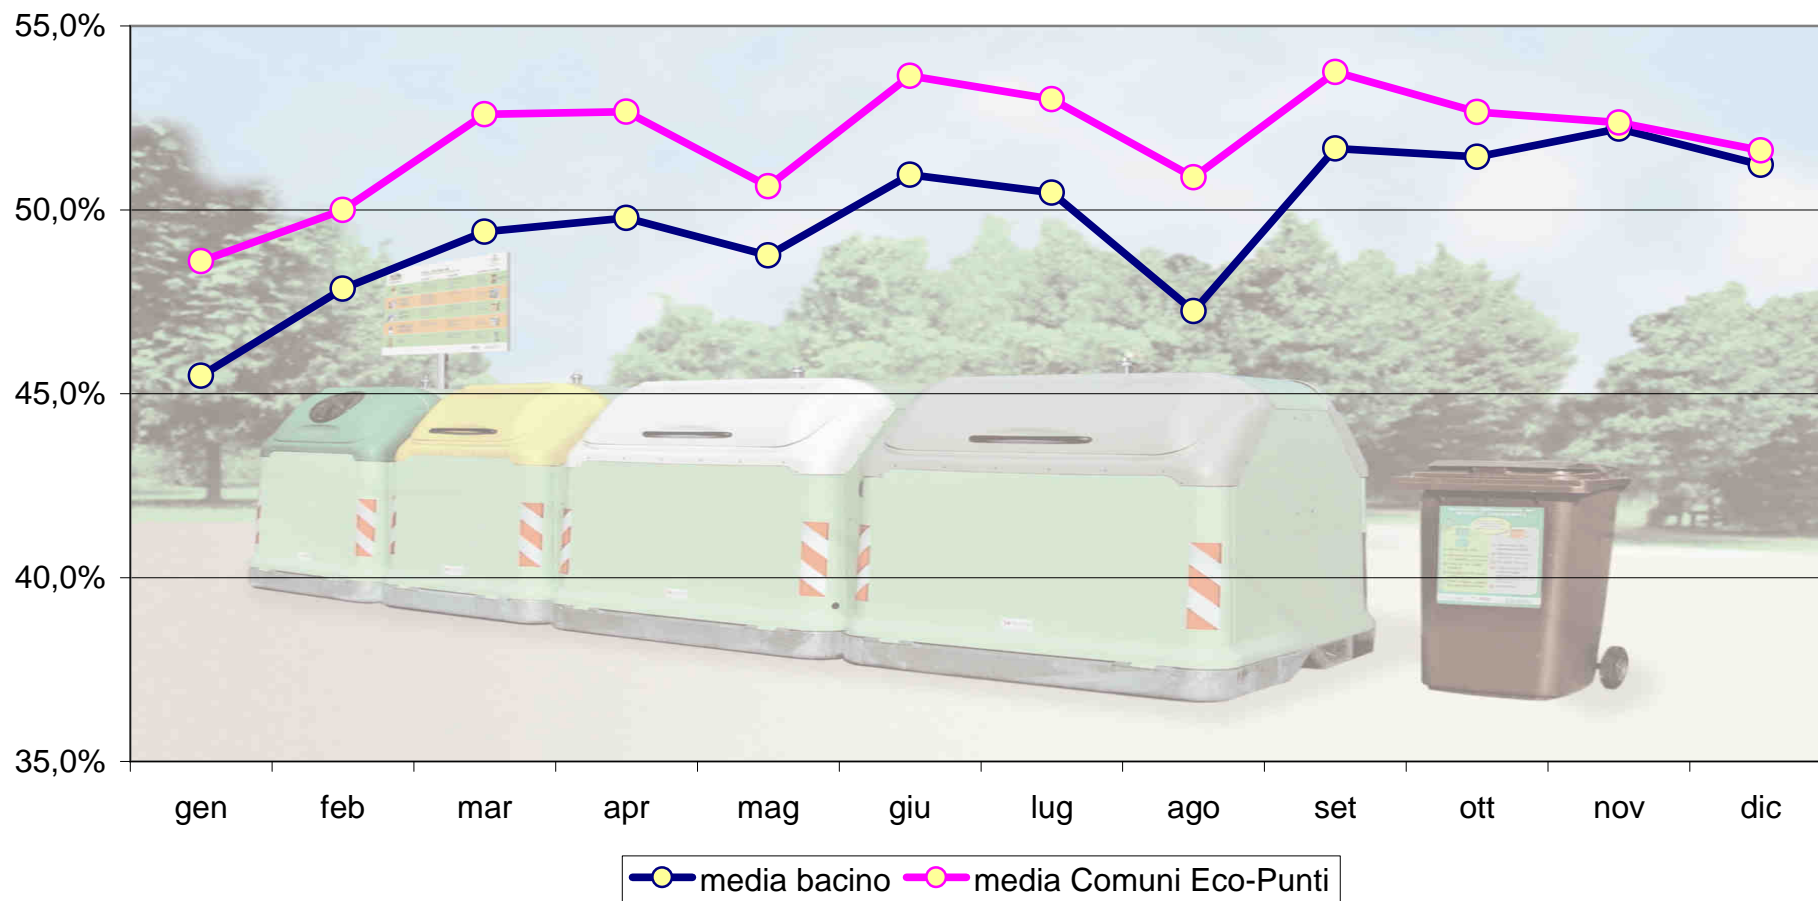 55,0%
50,0%
45,0%
40,0%
35,0%
gen feb mar apr mag giu lug ago set ott nov dic
media bacino media Comuni Eco-Punti